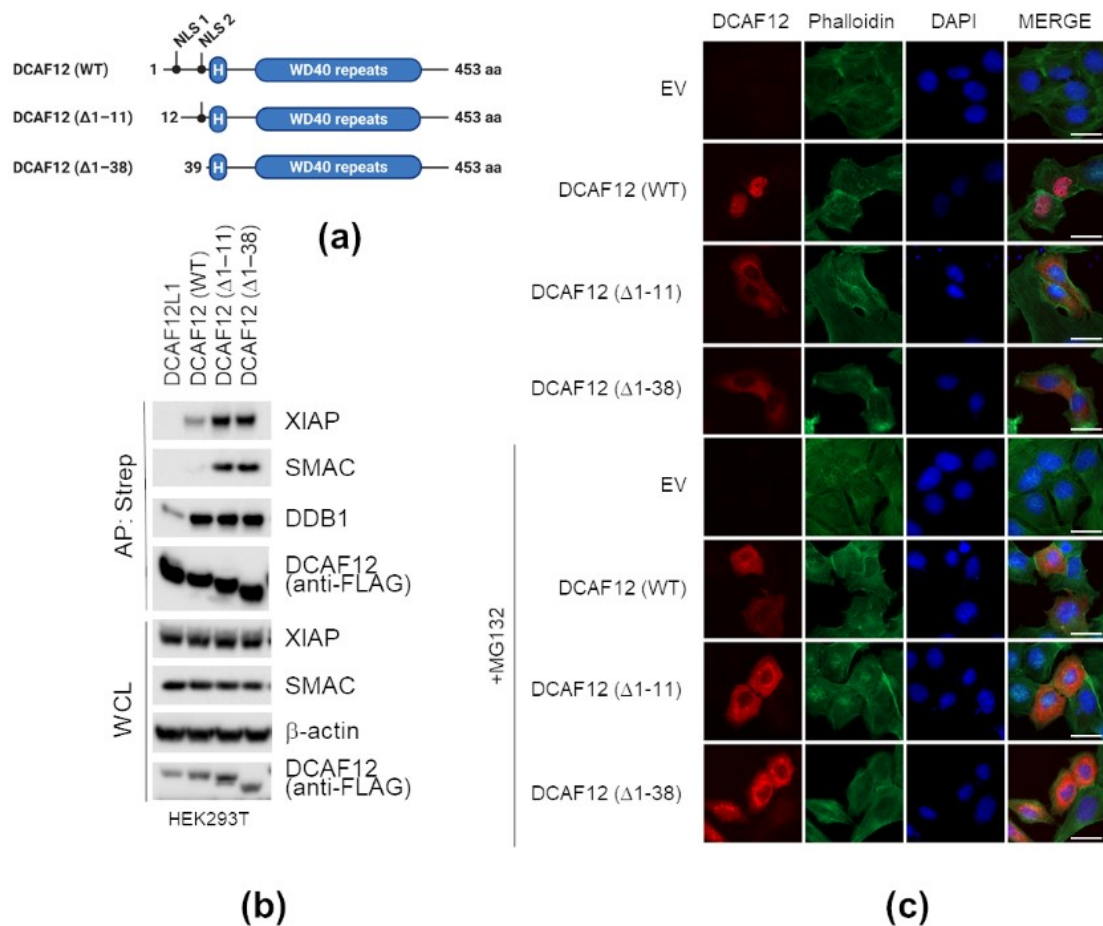 NLS 1
NLS 2
DCAF12 (WT) 1 H WD40 repeats 453 aa
DCAF12 (Δ1–11) 12 H WD40 repeats 453 aa
DCAF12 (Δ1–38) 39 H WD40 repeats 453 aa
(a)
DCAF12L1
DCAF12 (WT)
DCAF12 (Δ1–11)
DCAF12 (Δ1–38)
AP: Strep
XIAP
SMAC
DDB1
DCAF12
(anti-FLAG)
WCL
XIAP
SMAC
β-actin
DCAF12
(anti-FLAG)
HEK293T
(b)
DCAF12 Phalloidin DAPI MERGE
EV
DCAF12 (WT)
DCAF12 (Δ1-11)
DCAF12 (Δ1-38)
+MG132
EV
DCAF12 (WT)
DCAF12 (Δ1-11)
DCAF12 (Δ1-38)
(c)